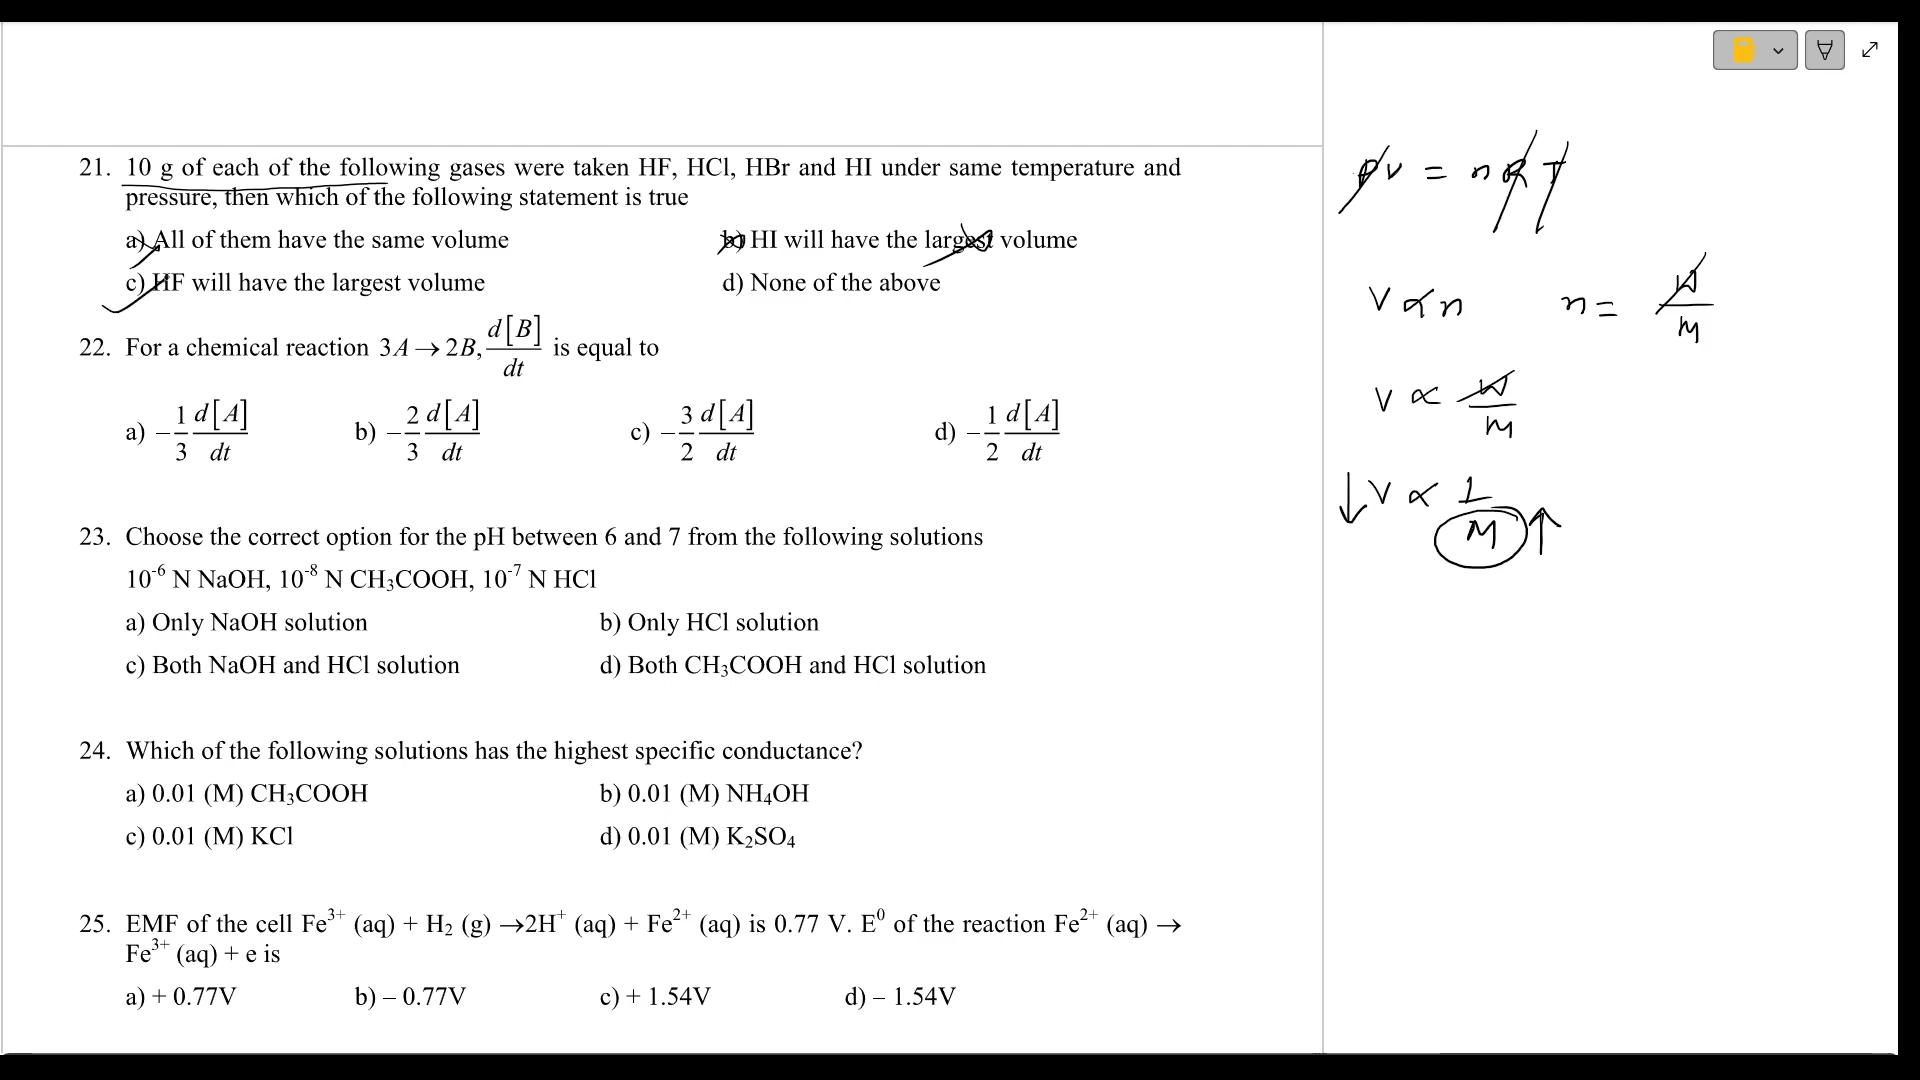 21. 10 g of each of the following gases were taken HF, HCl, HBr and HI under same temperature and
pressure, then which of the following statement is true
a) All of them have the same volume b) HI will have the largest volume
c) HF will have the largest volume d) None of the above
22. For a chemical reaction 3A → 2B, d[B]/dt is equal to
a) −1/3 d[A]/dt b) −2/3 d[A]/dt c) −3/2 d[A]/dt d) −1/2 d[A]/dt
23. Choose the correct option for the pH between 6 and 7 from the following solutions
10⁻⁶ N NaOH, 10⁻⁸ N CH₃COOH, 10⁻⁷ N HCl
a) Only NaOH solution b) Only HCl solution
c) Both NaOH and HCl solution d) Both CH₃COOH and HCl solution
24. Which of the following solutions has the highest specific conductance?
a) 0.01 (M) CH₃COOH b) 0.01 (M) NH₄OH
c) 0.01 (M) KCl d) 0.01 (M) K₂SO₄
25. EMF of the cell Fe³⁺ (aq) + H₂ (g) →2H⁺ (aq) + Fe²⁺ (aq) is 0.77 V. E⁰ of the reaction Fe²⁺ (aq) →
Fe³⁺ (aq) + e is
a) + 0.77V b) – 0.77V c) + 1.54V d) – 1.54V
PV = nRT
V ∝ n n = W/M
V ∝ W/M
↓V ∝ 1/M ↑